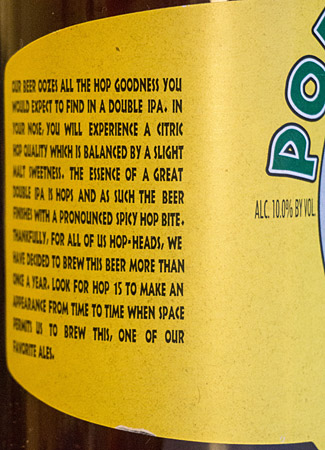 OUR BEER OOZES ALL THE HOP GOODNESS YOU
WOULD EXPECT TO FIND IN A DOUBLE IPA. IN
YOUR NOSE, YOU WILL EXPERIENCE A CITRIC
HOP QUALITY WHICH IS BALANCED BY A SLIGHT
MALT SWEETNESS. THE ESSENCE OF A GREAT
DOUBLE IPA IS HOPS AND AS SUCH THE BEER
FINISHES WITH A PRONOUNCED SPICY HOP BITE.
THANKFULLY, FOR ALL OF US HOP-HEADS, WE
HAVE DECIDED TO BREW THIS BEER MORE THAN
ONCE A YEAR. LOOK FOR HOP 15 TO MAKE AN
APPEARANCE FROM TIME TO TIME WHEN SPACE
PERMITS US TO BREW THIS, ONE OF OUR
FAVORITE ALES.
PO
ALC. 10.0% BY VOL.